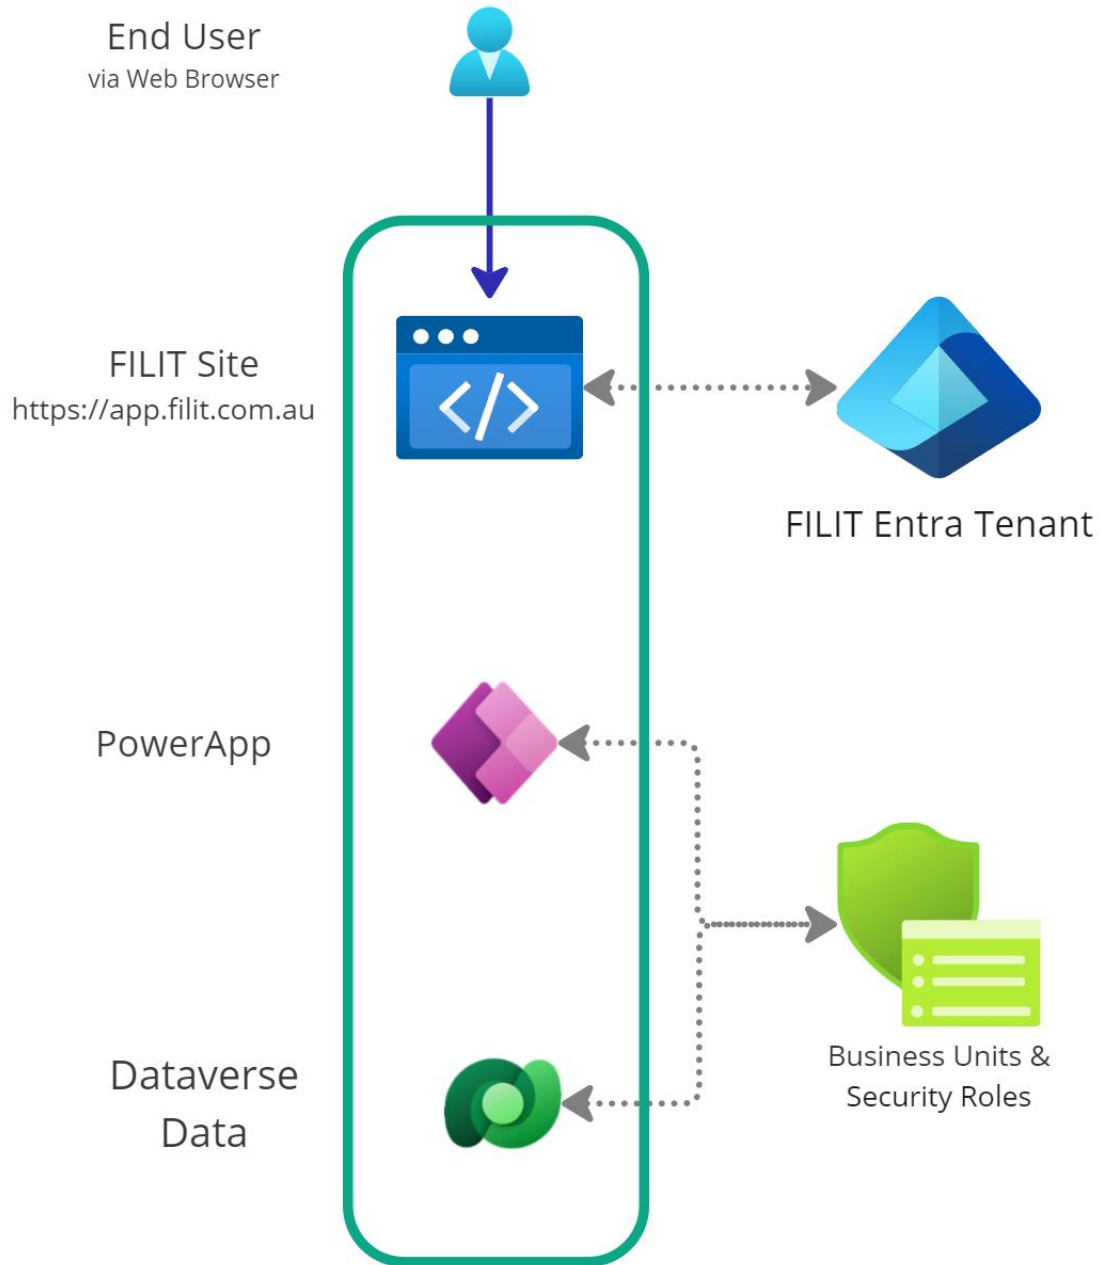 End User
via Web Browser
FILIT Site
https://app.filit.com.au
FILIT Entra Tenant
PowerApp
Business Units &
Security Roles
Dataverse
Data